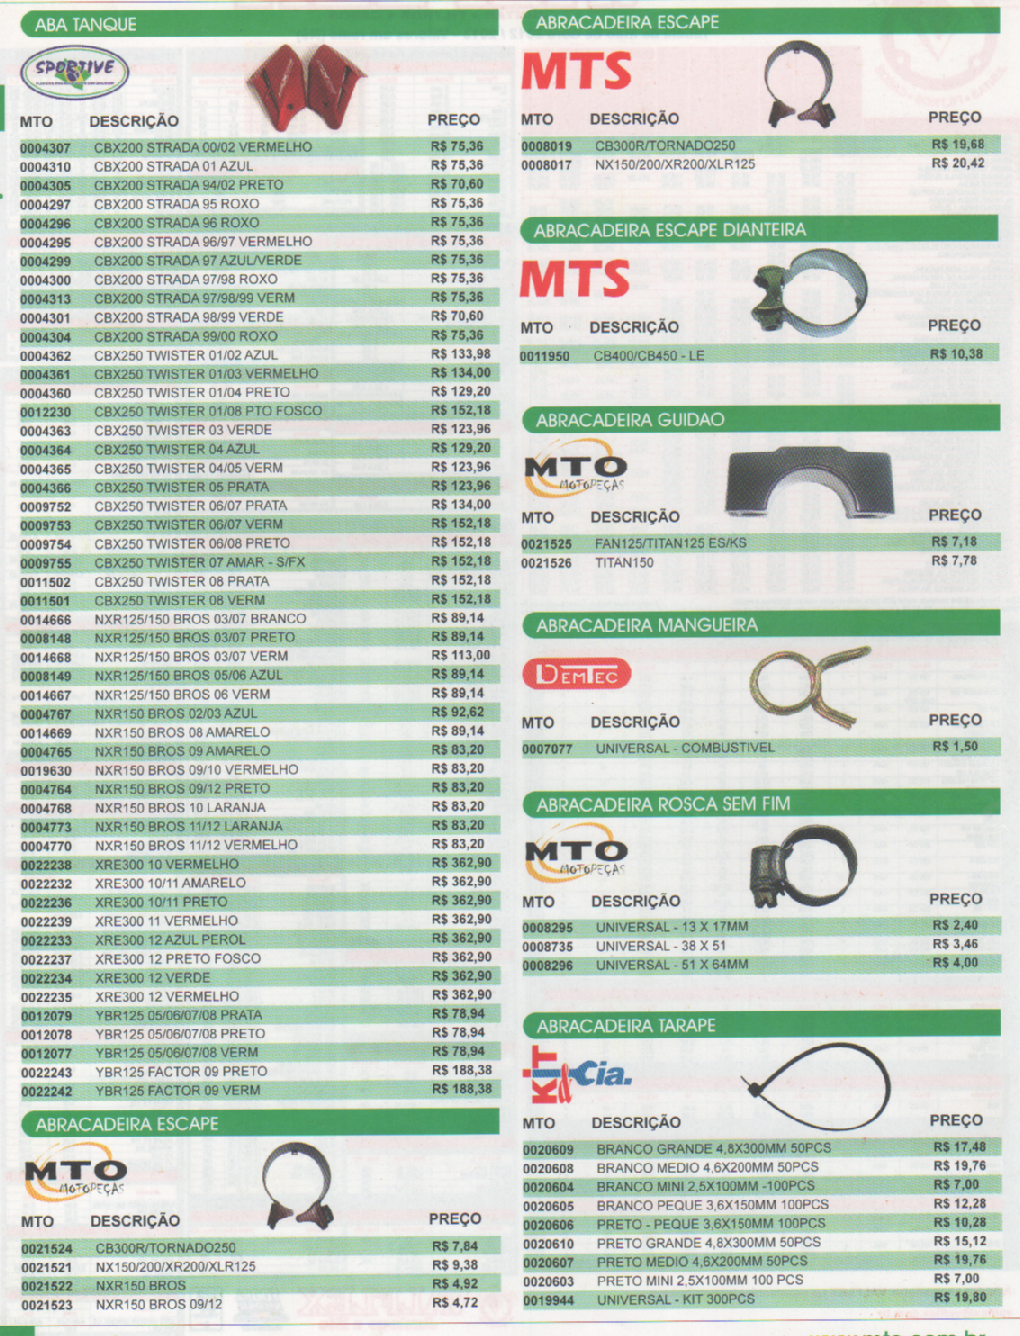 ABA TANQUE
SPORTIVE
MTO DESCRIÇÃO PREÇO
0004307 CBX200 STRADA 00/02 VERMELHO R$ 75,36
0004310 CBX200 STRADA 01 AZUL R$ 75,36
0004305 CBX200 STRADA 94/02 PRETO R$ 70,60
0004297 CBX200 STRADA 95 ROXO R$ 75,36
0004296 CBX200 STRADA 96 ROXO R$ 75,36
0004295 CBX200 STRADA 96/97 VERMELHO R$ 75,36
0004299 CBX200 STRADA 97 AZUL/VERDE R$ 75,36
0004300 CBX200 STRADA 97/98 ROXO R$ 75,36
0004313 CBX200 STRADA 97/98/99 VERM R$ 75,36
0004301 CBX200 STRADA 98/99 VERDE R$ 70,60
0004304 CBX200 STRADA 99/00 ROXO R$ 75,36
0004362 CBX250 TWISTER 01/02 AZUL R$ 133,98
0004361 CBX250 TWISTER 01/03 VERMELHO R$ 134,00
0004360 CBX250 TWISTER 01/04 PRETO R$ 129,20
0012230 CBX250 TWISTER 01/08 PTO FOSCO R$ 152,18
0004363 CBX250 TWISTER 03 VERDE R$ 123,96
0004364 CBX250 TWISTER 04 AZUL R$ 129,20
0004365 CBX250 TWISTER 04/05 VERM R$ 123,96
0004366 CBX250 TWISTER 05 PRATA R$ 123,96
0009752 CBX250 TWISTER 06/07 PRATA R$ 134,00
0009753 CBX250 TWISTER 06/07 VERM R$ 152,18
0009754 CBX250 TWISTER 06/08 PRETO R$ 152,18
0009755 CBX250 TWISTER 07 AMAR - S/FX R$ 152,18
0011502 CBX250 TWISTER 08 PRATA R$ 152,18
0011501 CBX250 TWISTER 08 VERM R$ 152,18
0014666 NXR125/150 BROS 03/07 BRANCO R$ 89,14
0008148 NXR125/150 BROS 03/07 PRETO R$ 89,14
0014668 NXR125/150 BROS 03/07 VERM R$ 113,00
0008149 NXR125/150 BROS 05/06 AZUL R$ 89,14
0014667 NXR125/150 BROS 06 VERM R$ 89,14
0004767 NXR150 BROS 02/03 AZUL R$ 92,62
0014669 NXR150 BROS 08 AMARELO R$ 89,14
0004765 NXR150 BROS 09 AMARELO R$ 83,20
0019630 NXR150 BROS 09/10 VERMELHO R$ 83,20
0004764 NXR150 BROS 09/12 PRETO R$ 83,20
0004768 NXR150 BROS 10 LARANJA R$ 83,20
0004773 NXR150 BROS 11/12 LARANJA R$ 83,20
0004770 NXR150 BROS 11/12 VERMELHO R$ 83,20
0022238 XRE300 10 VERMELHO R$ 362,90
0022232 XRE300 10/11 AMARELO R$ 362,90
0022236 XRE300 10/11 PRETO R$ 362,90
0022239 XRE300 11 VERMELHO R$ 362,90
0022233 XRE300 12 AZUL PEROL R$ 362,90
0022237 XRE300 12 PRETO FOSCO R$ 362,90
0022234 XRE300 12 VERDE R$ 362,90
0022235 XRE300 12 VERMELHO R$ 362,90
0012079 YBR125 05/06/07/08 PRATA R$ 78,94
0012078 YBR125 05/06/07/08 PRETO R$ 78,94
0012077 YBR125 05/06/07/08 VERM R$ 78,94
0022243 YBR125 FACTOR 09 PRETO R$ 188,38
0022242 YBR125 FACTOR 09 VERM R$ 188,38
ABRACADEIRA ESCAPE
MTO
MOTOPEÇAS
MTO DESCRIÇÃO PREÇO
0021524 CB300R/TORNADO250 R$ 7,84
0021521 NX150/200/XR200/XLR125 R$ 9,38
0021522 NXR150 BROS R$ 4,92
0021523 NXR150 BROS 09/12 R$ 4,72
ABRACADEIRA ESCAPE
MTS
MTO DESCRIÇÃO PREÇO
0008019 CB300R/TORNADO250 R$ 19,68
0008017 NX150/200/XR200/XLR125 R$ 20,42
ABRACADEIRA ESCAPE DIANTEIRA
MTS
MTO DESCRIÇÃO PREÇO
0011950 CB400/CB450 - LE R$ 10,38
ABRACADEIRA GUIDAO
MTO
MOTOPEÇAS
MTO DESCRIÇÃO PREÇO
0021525 FAN125/TITAN125 ES/KS R$ 7,18
0021526 TITAN150 R$ 7,78
ABRACADEIRA MANGUEIRA
DEMTEC
MTO DESCRIÇÃO PREÇO
0007077 UNIVERSAL - COMBUSTIVEL R$ 1,50
ABRACADEIRA ROSCA SEM FIM
MTO
MOTOPEÇAS
MTO DESCRIÇÃO PREÇO
0008295 UNIVERSAL - 13 X 17MM R$ 2,40
0008735 UNIVERSAL - 38 X 51 R$ 3,46
0008296 UNIVERSAL - 51 X 64MM R$ 4,00
ABRACADEIRA TARAPE
KIT & Cia.
MTO DESCRIÇÃO PREÇO
0020609 BRANCO GRANDE 4,8X300MM 50PCS R$ 17,48
0020608 BRANCO MEDIO 4,6X200MM 50PCS R$ 19,76
0020604 BRANCO MINI 2,5X100MM -100PCS R$ 7,00
0020605 BRANCO PEQUE 3,6X150MM 100PCS R$ 12,28
0020606 PRETO - PEQUE 3,6X150MM 100PCS R$ 10,28
0020610 PRETO GRANDE 4,8X300MM 50PCS R$ 15,12
0020607 PRETO MEDIO 4,6X200MM 50PCS R$ 19,76
0020603 PRETO MINI 2,5X100MM 100 PCS R$ 7,00
0019944 UNIVERSAL - KIT 300PCS R$ 19,80